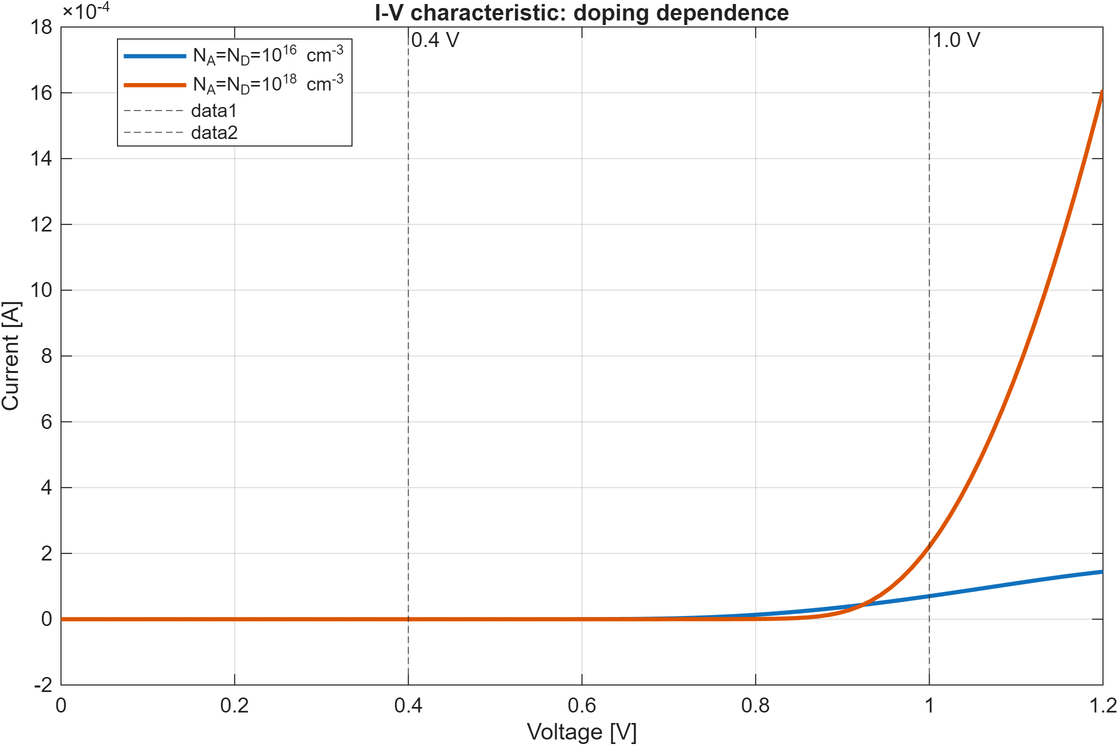 I-V characteristic: doping dependence
×10⁻⁴
0.4 V
1.0 V
N_A=N_D=10¹⁶ cm⁻³
N_A=N_D=10¹⁸ cm⁻³
data1
data2
18
16
14
12
10
8
6
4
2
0
-2
Current [A]
0 0.2 0.4 0.6 0.8 1 1.2
Voltage [V]